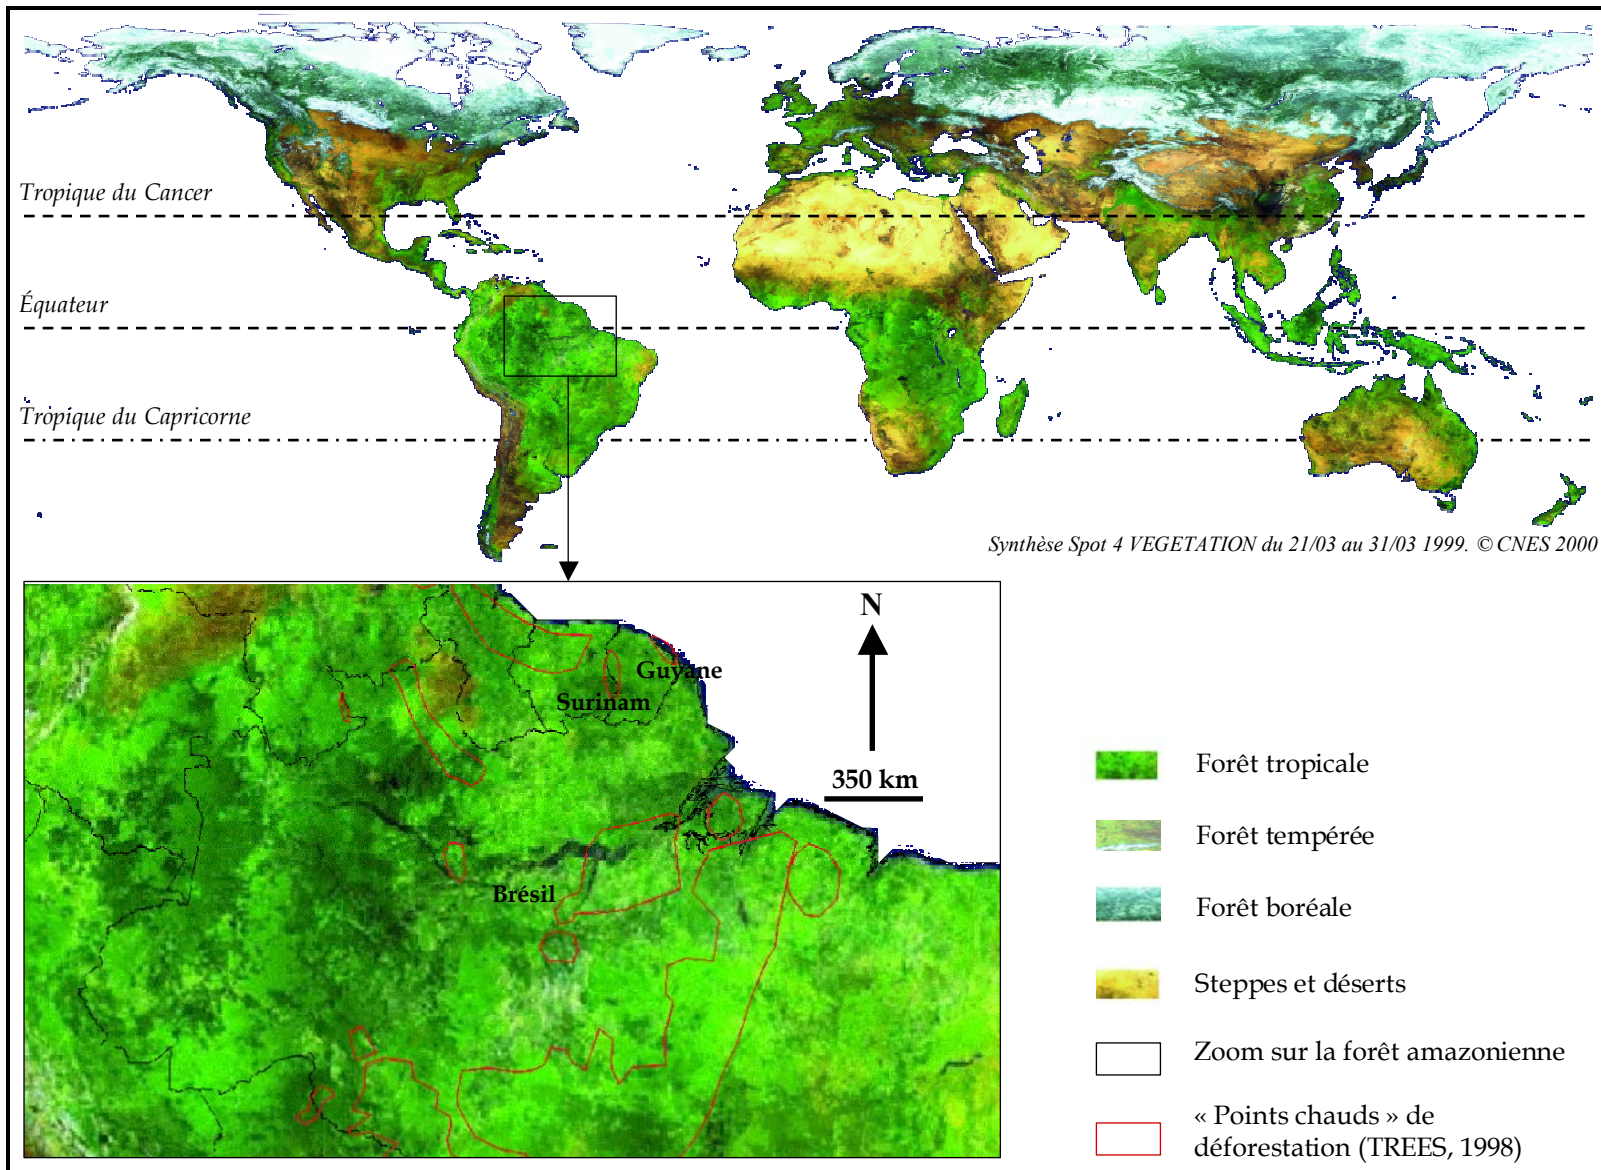 Tropique du Cancer
Équateur
Tropique du Capricorne
Synthèse Spot 4 VEGETATION du 21/03 au 31/03 1999. © CNES 2000
N
350 km
Guyane
Surinam
Brésil
Forêt tropicale
Forêt tempérée
Forêt boréale
Steppes et déserts
Zoom sur la forêt amazonienne
« Points chauds » de
déforestation (TREES, 1998)